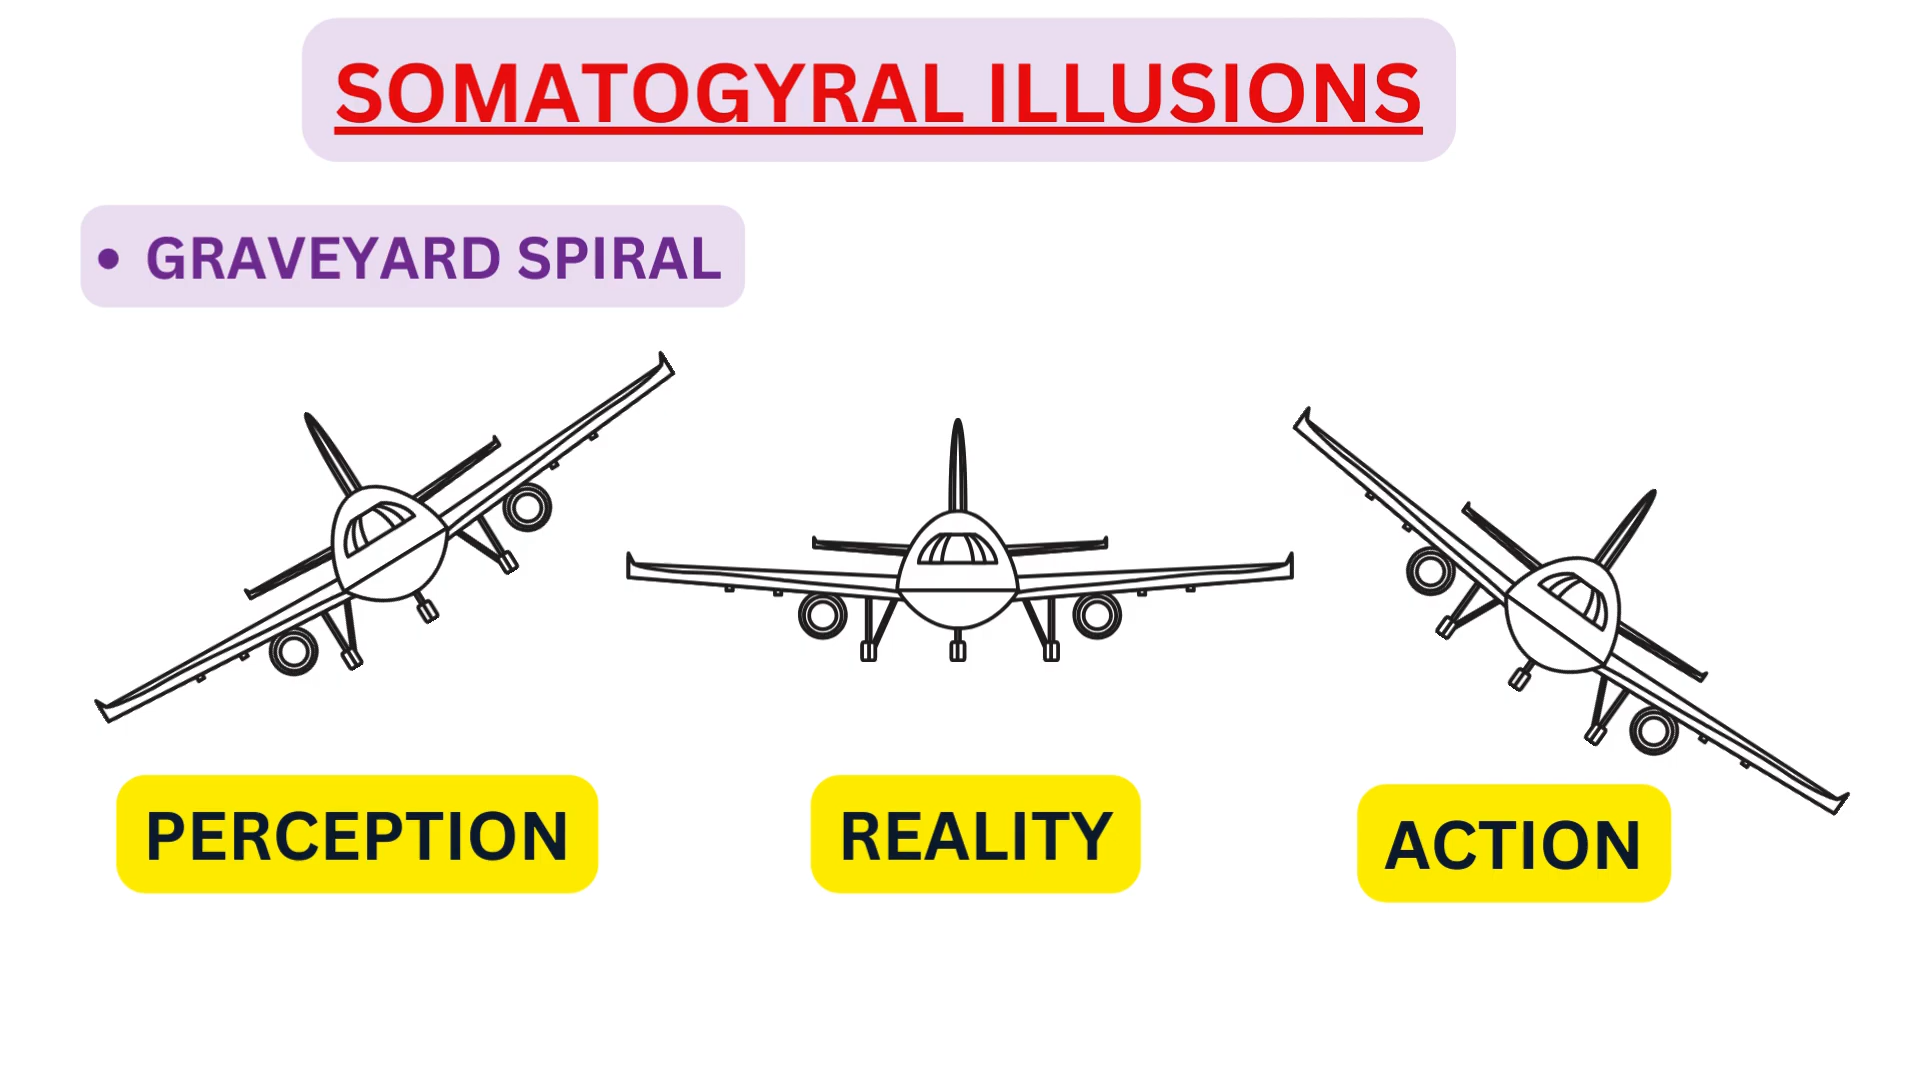 SOMATOGYRAL ILLUSIONS
• GRAVEYARD SPIRAL
PERCEPTION
REALITY
ACTION